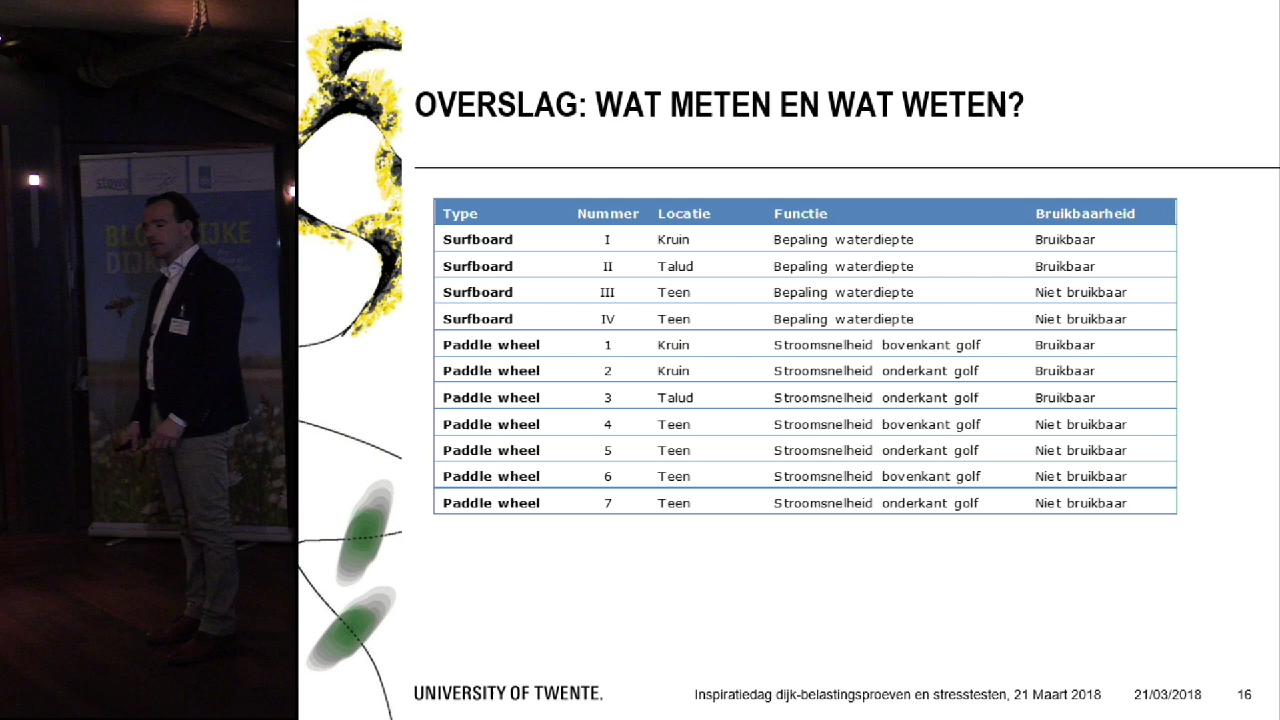 stowa
BLO DIJKE
DIJK
OVERSLAG: WAT METEN EN WAT WETEN?
Type Nummer Locatie Functie Bruikbaarheid
Surfboard I Kruin Bepaling waterdiepte Bruikbaar
Surfboard II Talud Bepaling waterdiepte Bruikbaar
Surfboard III Teen Bepaling waterdiepte Niet bruikbaar
Surfboard IV Teen Bepaling waterdiepte Niet bruikbaar
Paddle wheel 1 Kruin Stroomsnelheid bovenkant golf Bruikbaar
Paddle wheel 2 Kruin Stroomsnelheid onderkant golf Bruikbaar
Paddle wheel 3 Talud Stroomsnelheid onderkant golf Bruikbaar
Paddle wheel 4 Teen Stroomsnelheid bovenkant golf Niet bruikbaar
Paddle wheel 5 Teen Stroomsnelheid onderkant golf Niet bruikbaar
Paddle wheel 6 Teen Stroomsnelheid bovenkant golf Niet bruikbaar
Paddle wheel 7 Teen Stroomsnelheid onderkant golf Niet bruikbaar
UNIVERSITY OF TWENTE.
Inspiratiedag dijk-belastingsproeven en stresstesten, 21 Maart 2018 21/03/2018 16